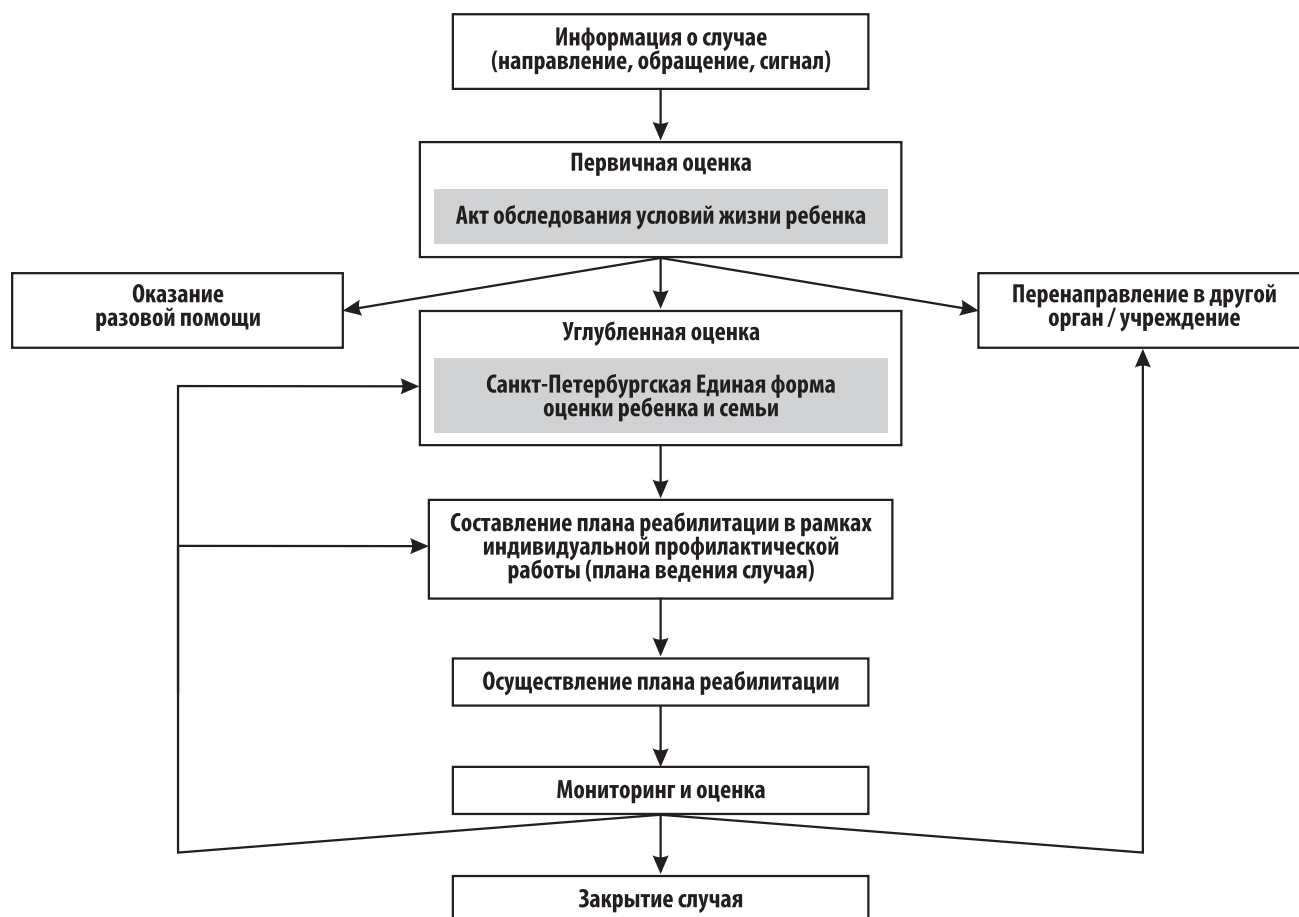 Информация о случае
(направление, обращение, сигнал)
Первичная оценка
Акт обследования условий жизни ребенка
Оказание
разовой помощи
Перенаправление в другой
орган / учреждение
Углубленная оценка
Санкт-Петербургская Единая форма
оценки ребенка и семьи
Составление плана реабилитации в рамках
индивидуальной профилактической
работы (плана ведения случая)
Осуществление плана реабилитации
Мониторинг и оценка
Закрытие случая